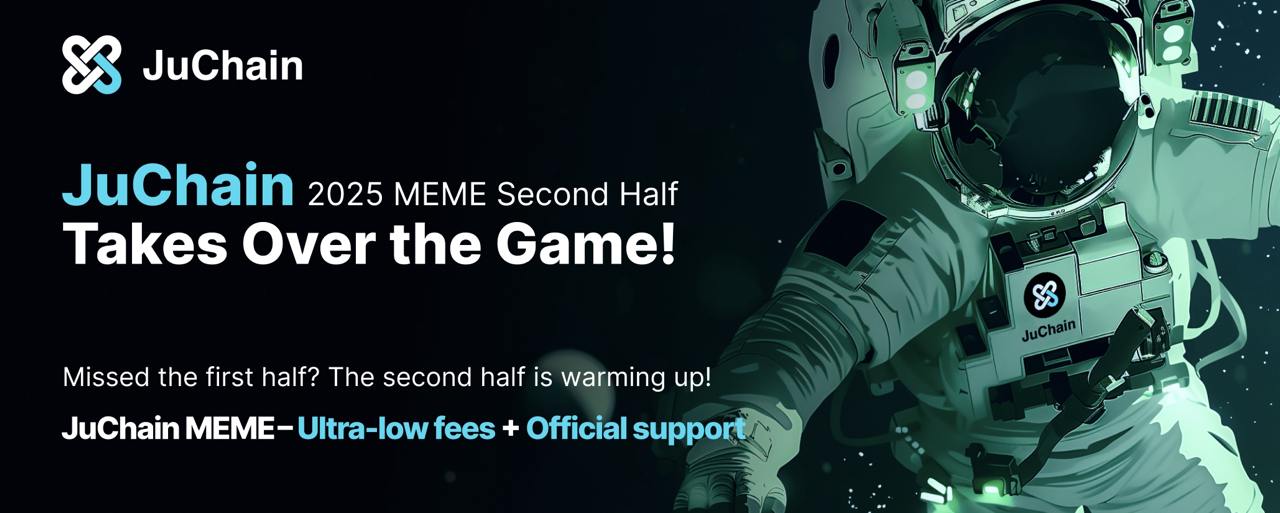 JuChain
JuChain 2025 MEME Second Half
Takes Over the Game!
Missed the first half? The second half is warming up!
JuChain MEME– Ultra-low fees + Official support
JuChain